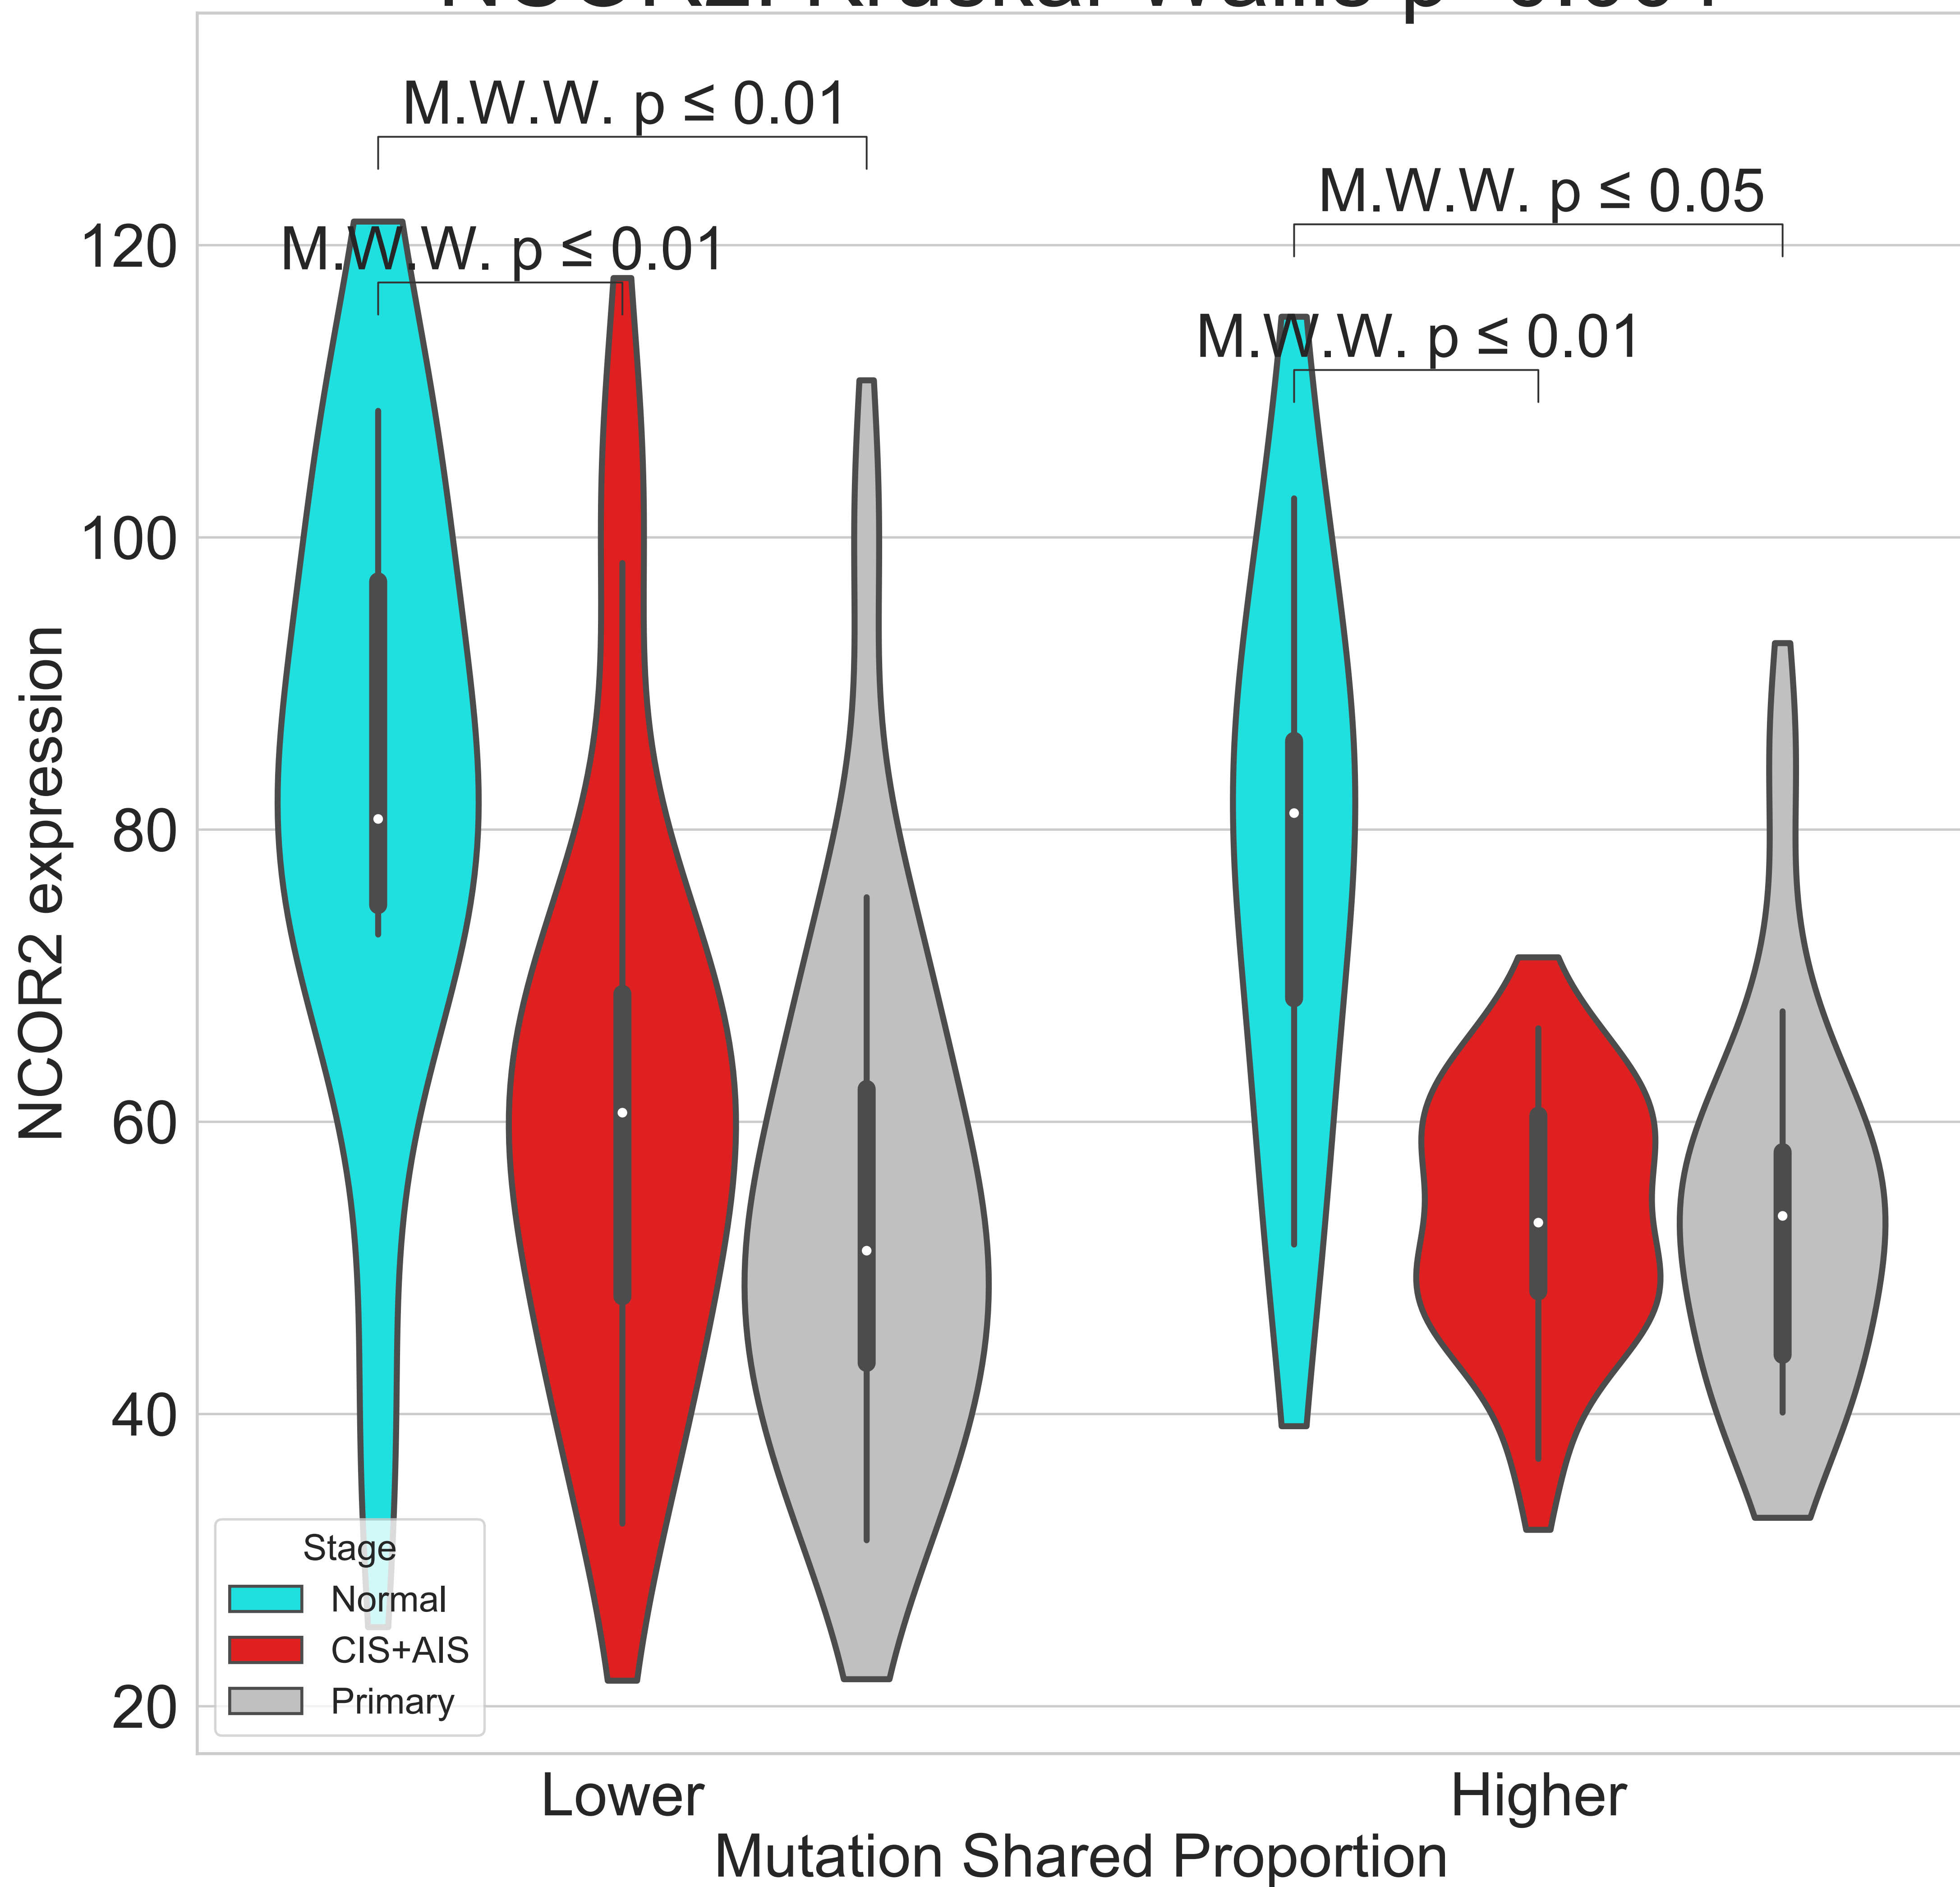 M.W.W. p ≤ 0.01
M.W.W. p ≤ 0.05
M.W.W. p ≤ 0.01
M.W.W. p ≤ 0.01
120
100
80
60
40
20
NCOR2 expression
Stage
Normal
CIS+AIS
Primary
Lower
Higher
Mutation Shared Proportion